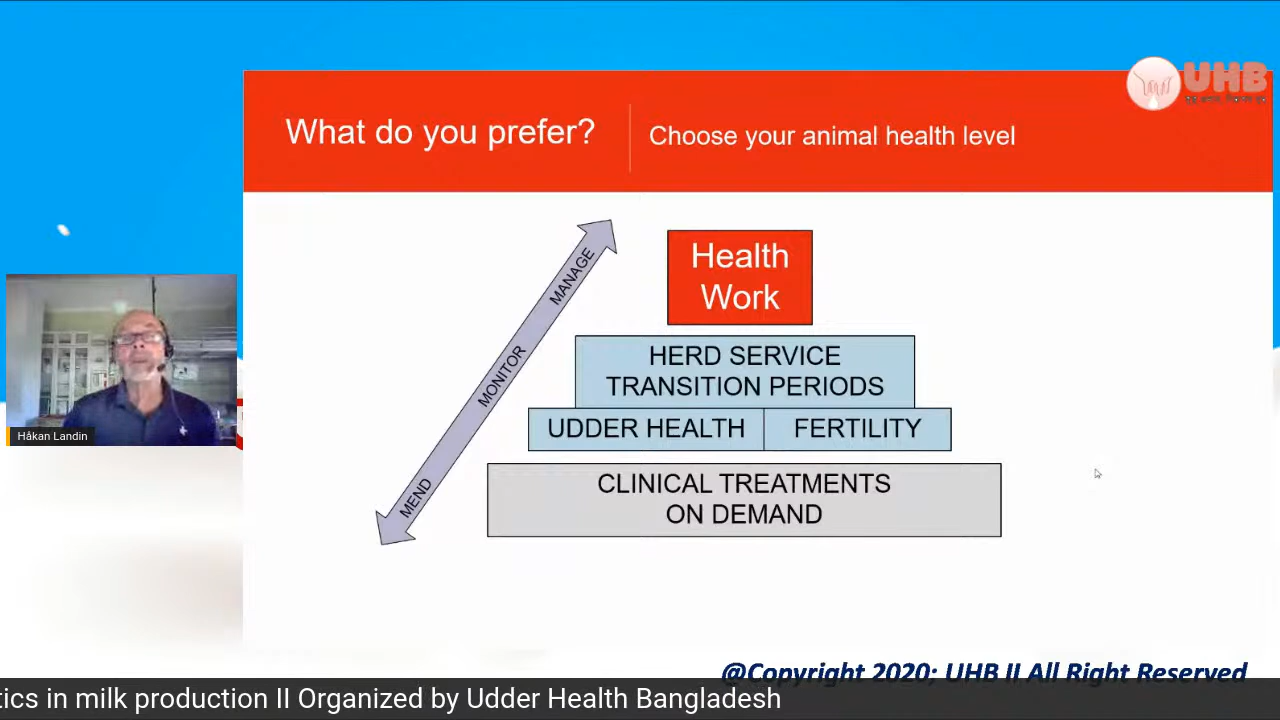 UHB
What do you prefer?
Choose your animal health level
MANAGE
MONITOR
MEND
Health
Work
HERD SERVICE
TRANSITION PERIODS
UDDER HEALTH
FERTILITY
CLINICAL TREATMENTS
ON DEMAND
Håkan Landin
@Copyright 2020; UHB II All Right Reserved
tics in milk production II Organized by Udder Health Bangladesh